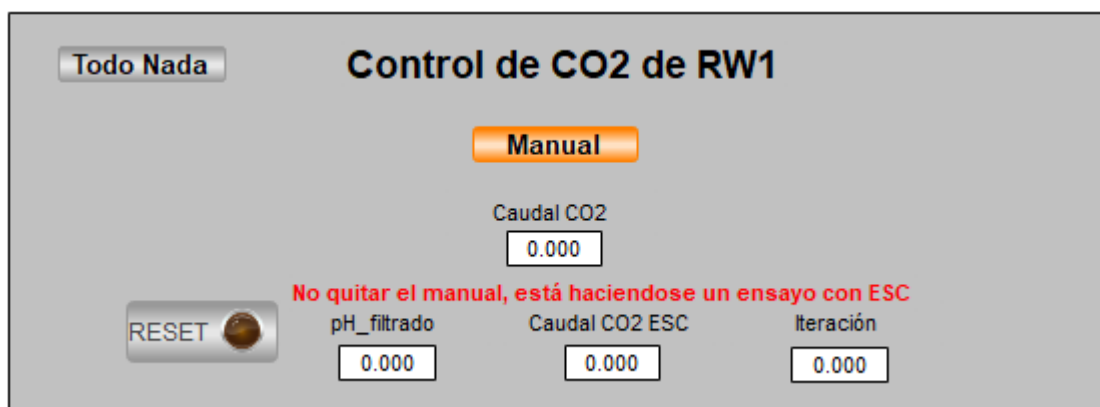 Todo Nada
Control de CO2 de RW1
Manual
Caudal CO2
0.000
No quitar el manual, está haciendose un ensayo con ESC
RESET
pH_filtrado
Caudal CO2 ESC
Iteración
0.000
0.000
0.000